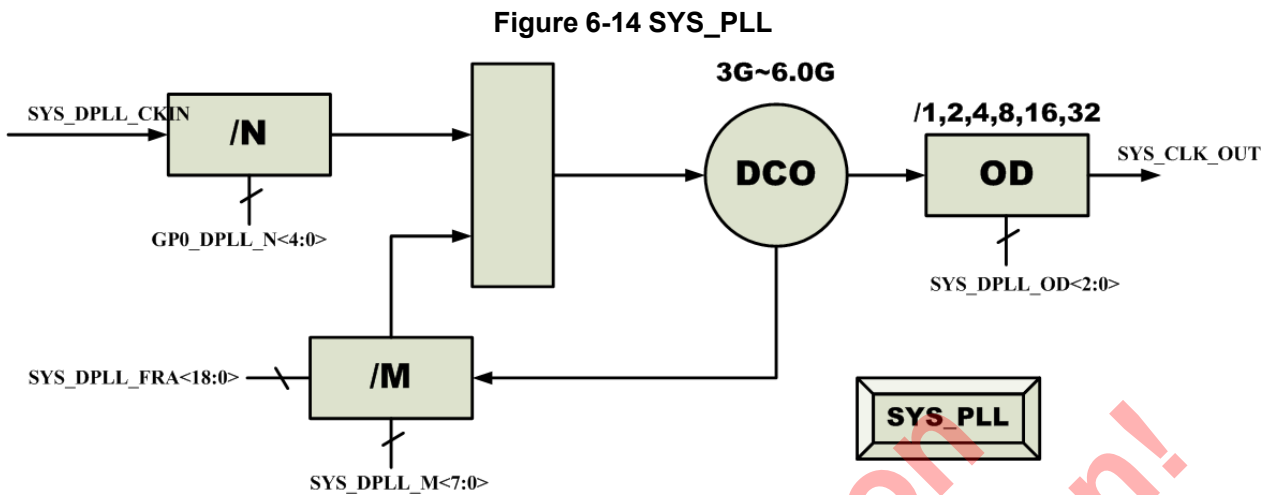 Figure 6-14 SYS_PLL
3G~6.0G
SYS_DPLL_CKIN
/N
/1,2,4,8,16,32
DCO
OD
SYS_CLK_OUT
GP0_DPLL_N<4:0>
SYS_DPLL_OD<2:0>
SYS_DPLL_FRA<18:0>
/M
SYS_PLL
SYS_DPLL_M<7:0>